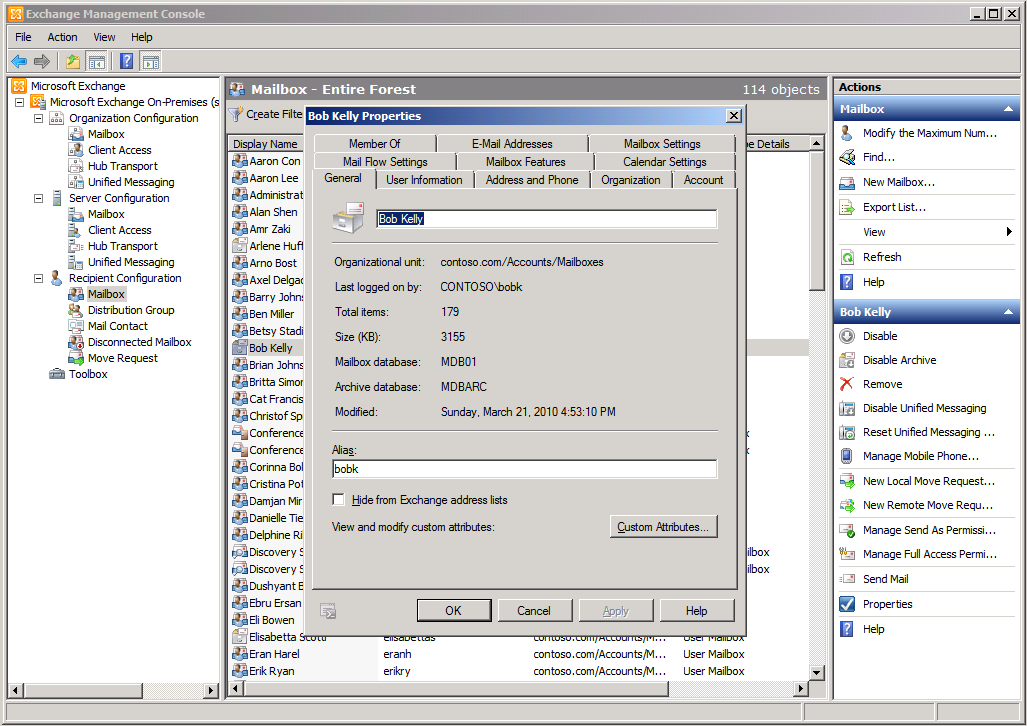 Exchange Management Console
File Action View Help
Microsoft Exchange
Microsoft Exchange On-Premises (s
Organization Configuration
Mailbox
Client Access
Hub Transport
Unified Messaging
Server Configuration
Mailbox
Client Access
Hub Transport
Unified Messaging
Recipient Configuration
Mailbox
Distribution Group
Mail Contact
Disconnected Mailbox
Move Request
Toolbox
Mailbox - Entire Forest 114 objects
Create Filte
Display Name
pe Details
Aaron Con
Aaron Lee
Administrat
Alan Shen
Amr Zaki
Arlene Huff
Arno Bost
Axel Delgad
Barry Johns
Ben Miller
Betsy Stadi
Bob Kelly
Brian Johns
Britta Simon
Cat Francis
Christof Sp
Conference
Conference
Corinna Bol
Cristina Pot
Damjan Mir
Danielle Tie
Delphine Ri
Discovery S ilbox
Discovery S ilbox
Dushyant B
Ebru Ersan
Eli Bowen
Elisabetta Scotti elisabettas contoso.com/Accounts/M... User Mailbox
Eran Harel eranh contoso.com/Accounts/M... User Mailbox
Erik Ryan erikry contoso.com/Accounts/M... User Mailbox
Bob Kelly Properties
Member Of E-Mail Addresses Mailbox Settings
Mail Flow Settings Mailbox Features Calendar Settings
General User Information Address and Phone Organization Account
Bob Kelly
Organizational unit: contoso.com/Accounts/Mailboxes
Last logged on by: CONTOSO\bobk
Total items: 179
Size (KB): 3155
Mailbox database: MDB01
Archive database: MDBARC
Modified: Sunday, March 21, 2010 4:53:10 PM
Alias:
bobk
Hide from Exchange address lists
View and modify custom attributes: Custom Attributes...
OK Cancel Apply Help
Actions
Mailbox
Modify the Maximum Num...
Find...
New Mailbox...
Export List...
View
Refresh
Help
Bob Kelly
Disable
Disable Archive
Remove
Disable Unified Messaging
Reset Unified Messaging ...
Manage Mobile Phone...
New Local Move Request...
New Remote Move Requ...
Manage Send As Permissi...
Manage Full Access Permi...
Send Mail
Properties
Help